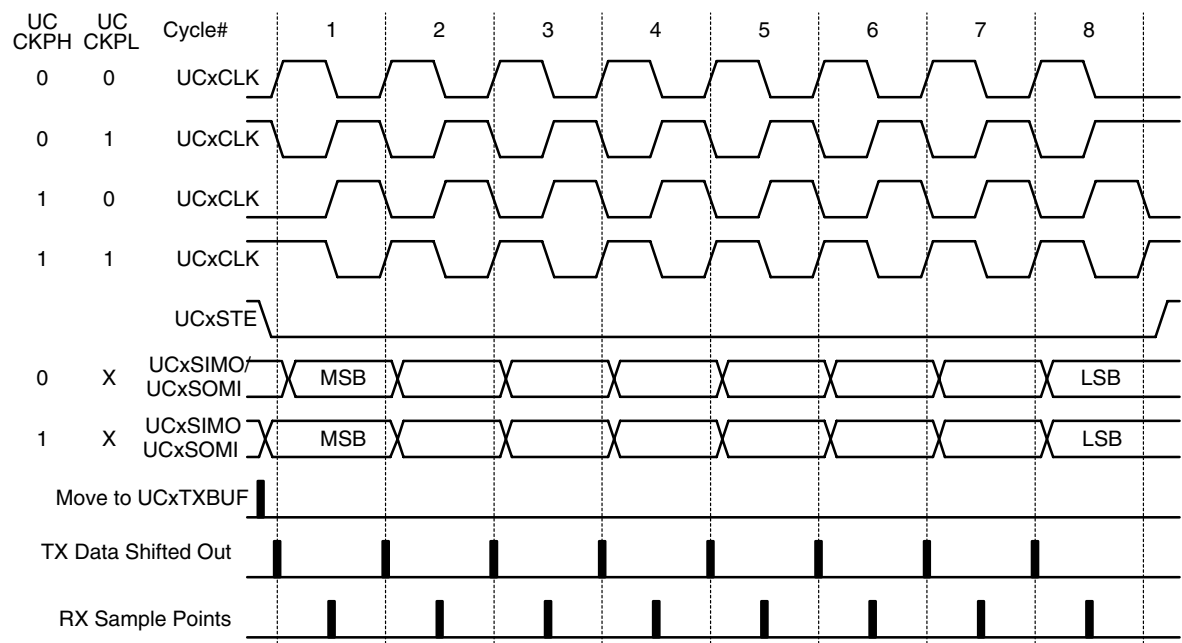 UC UC
CKPH CKPL Cycle# 1 2 3 4 5 6 7 8
0 0 UCxCLK
0 1 UCxCLK
1 0 UCxCLK
1 1 UCxCLK
UCxSTE
0 X UCxSIMO/
UCxSOMI MSB LSB
1 X UCxSIMO
UCxSOMI MSB LSB
Move to UCxTXBUF
TX Data Shifted Out
RX Sample Points